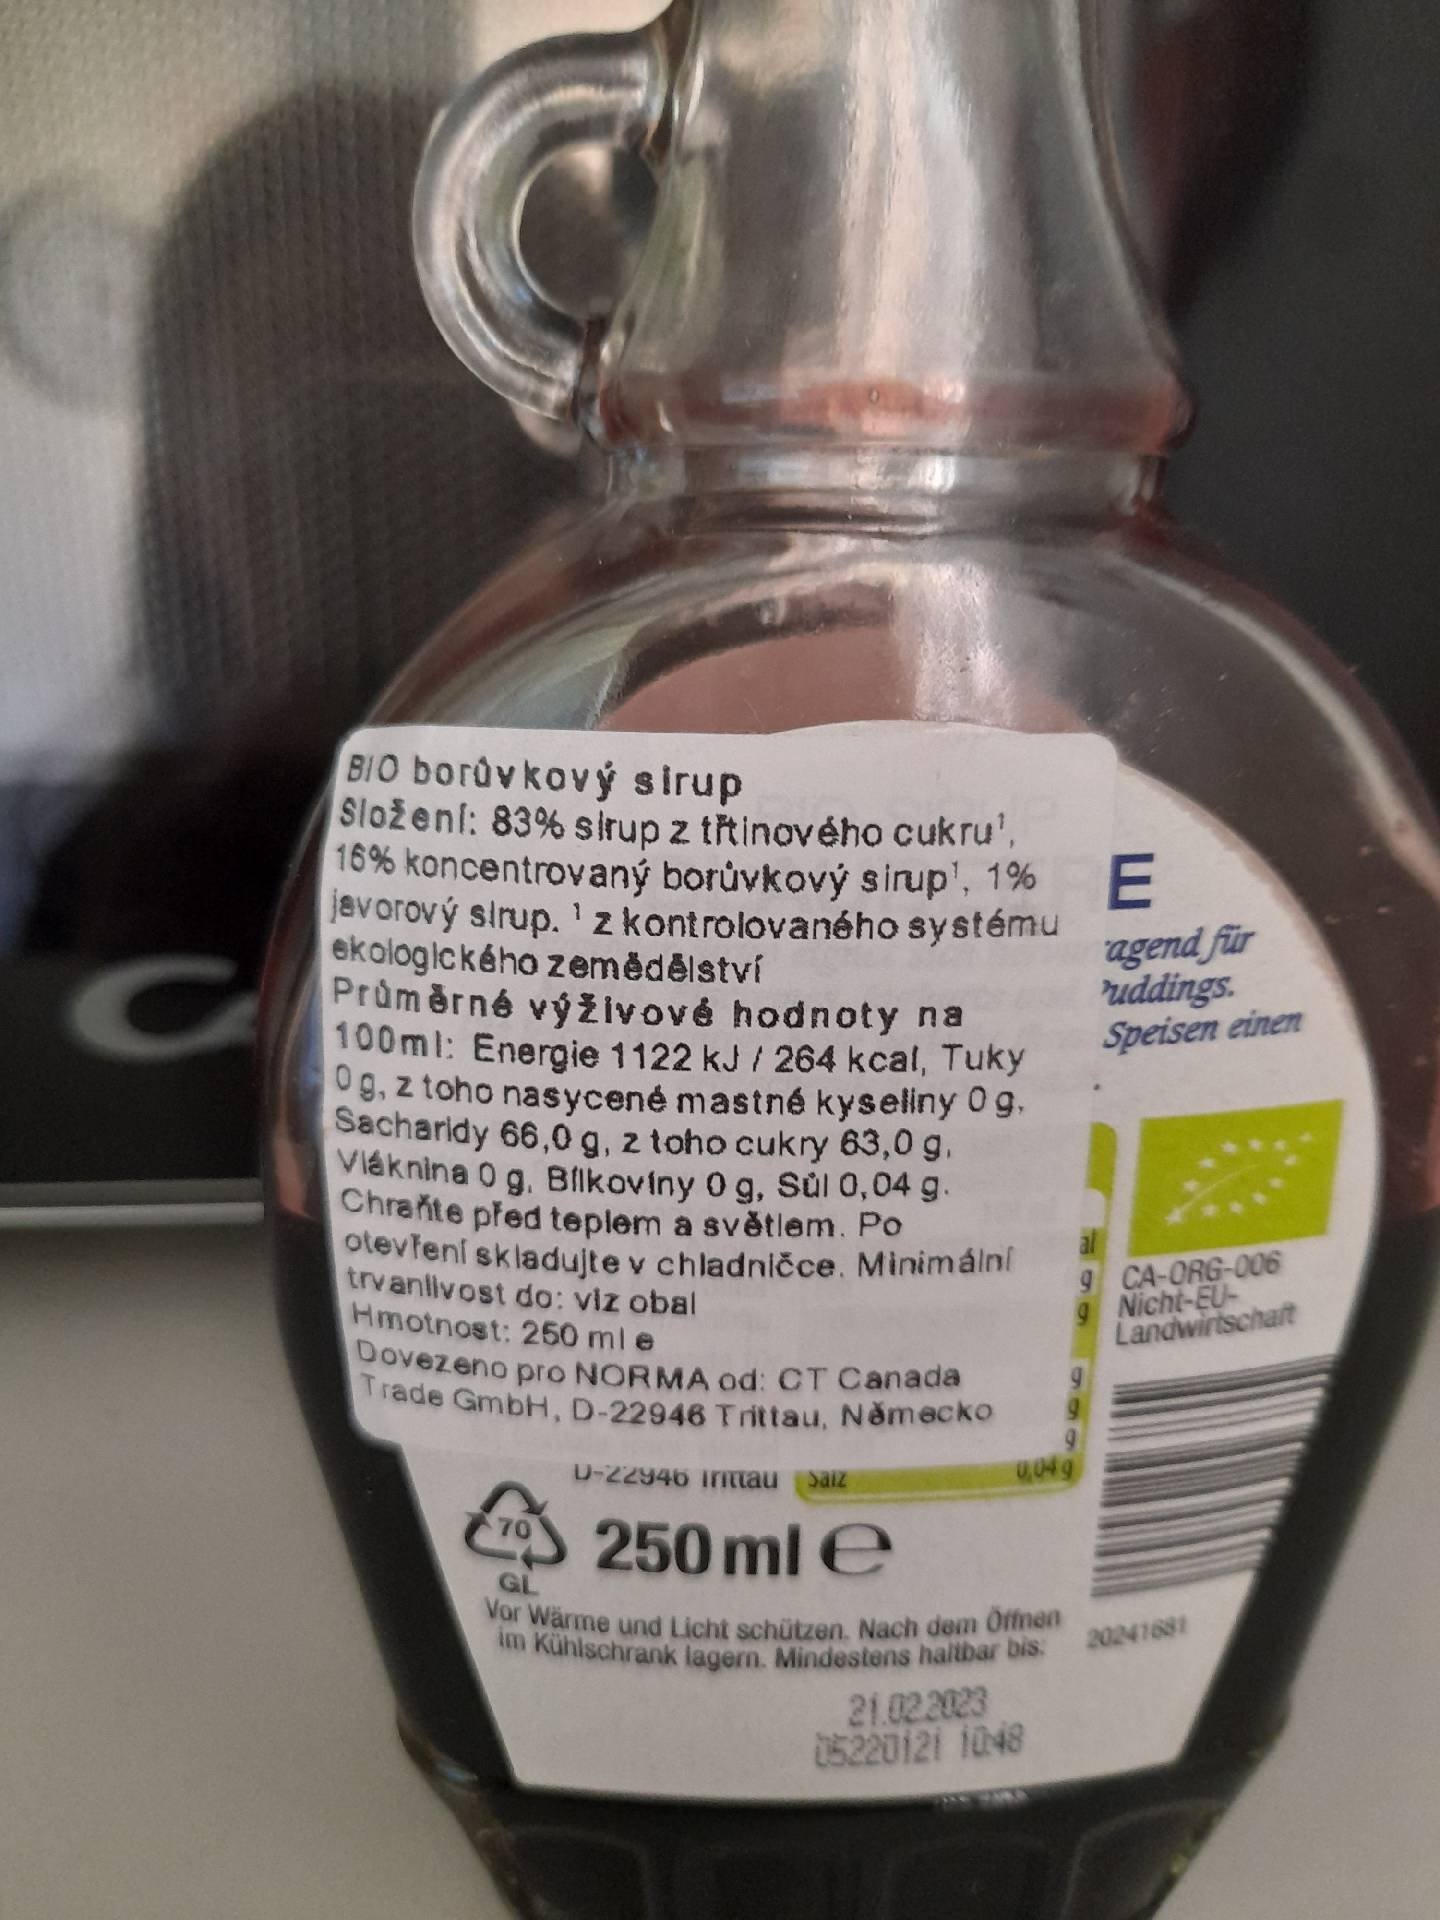 BIO borůvkový sirup
Složení: 83% sirup z třtinového cukru¹,
16% koncentrovaný borůvkový sirup¹, 1%
javorový sirup. ¹ z kontrolovaného systému
ekologického zemědělství
Průměrné výživové hodnoty na
100ml: Energie 1122 kJ / 264 kcal, Tuky
0 g, z toho nasycené mastné kyseliny 0 g,
Sacharidy 66,0 g, z toho cukry 63,0 g,
Vláknina 0 g, Bílkoviny 0 g, Sůl 0,04 g.
Chraňte před teplem a světlem. Po
otevření skladujte v chladničce. Minimální
trvanlivost do: viz obal
Hmotnost: 250 ml e
Dovezeno pro NORMA od: CT Canada
Trade GmbH, D-22946 Trittau, Německo
E
ragend für
Puddings.
Speisen einen
al
g
g
g
g
g
CA-ORG-006
Nicht-EU-
Landwirtschaft
D-22946 Trittau
Salz 0,04 g
70
GL
250 ml e
Vor Wärme und Licht schützen. Nach dem Öffnen
im Kühlschrank lagern. Mindestens haltbar bis:
20241681
21.02.2023
05220121 10:48